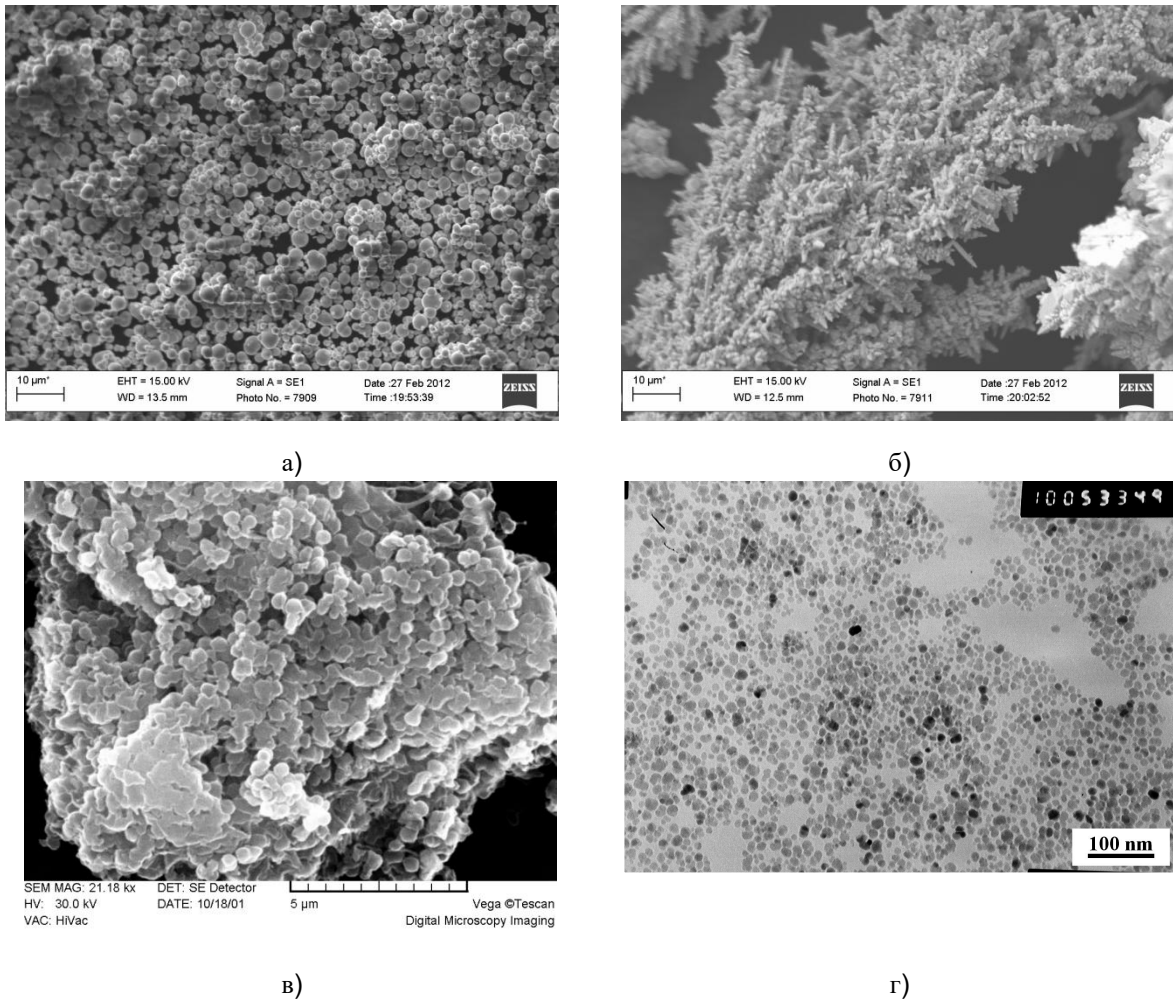 10 µm*
EHT = 15.00 kV
Signal A = SE1
Date :27 Feb 2012
WD = 13.5 mm
Photo No. = 7909
Time :19:53:39
ZEISS
10 µm*
EHT = 15.00 kV
Signal A = SE1
Date :27 Feb 2012
WD = 12.5 mm
Photo No. = 7911
Time :20:02:52
ZEISS
а)
б)
10053349
100 nm
SEM MAG: 21.18 kx
DET: SE Detector
HV: 30.0 kV
DATE: 10/18/01
5 µm
Vega ©Tescan
VAC: HiVac
Digital Microscopy Imaging
в)
г)